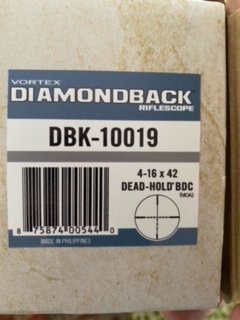 VORTEX®
DIAMONDBACK®
RIFLESCOPE
DBK-10019
4-16 x 42
DEAD-HOLD® BDC
(MOA)
8 75874 00544 0
MADE IN PHILIPPINES